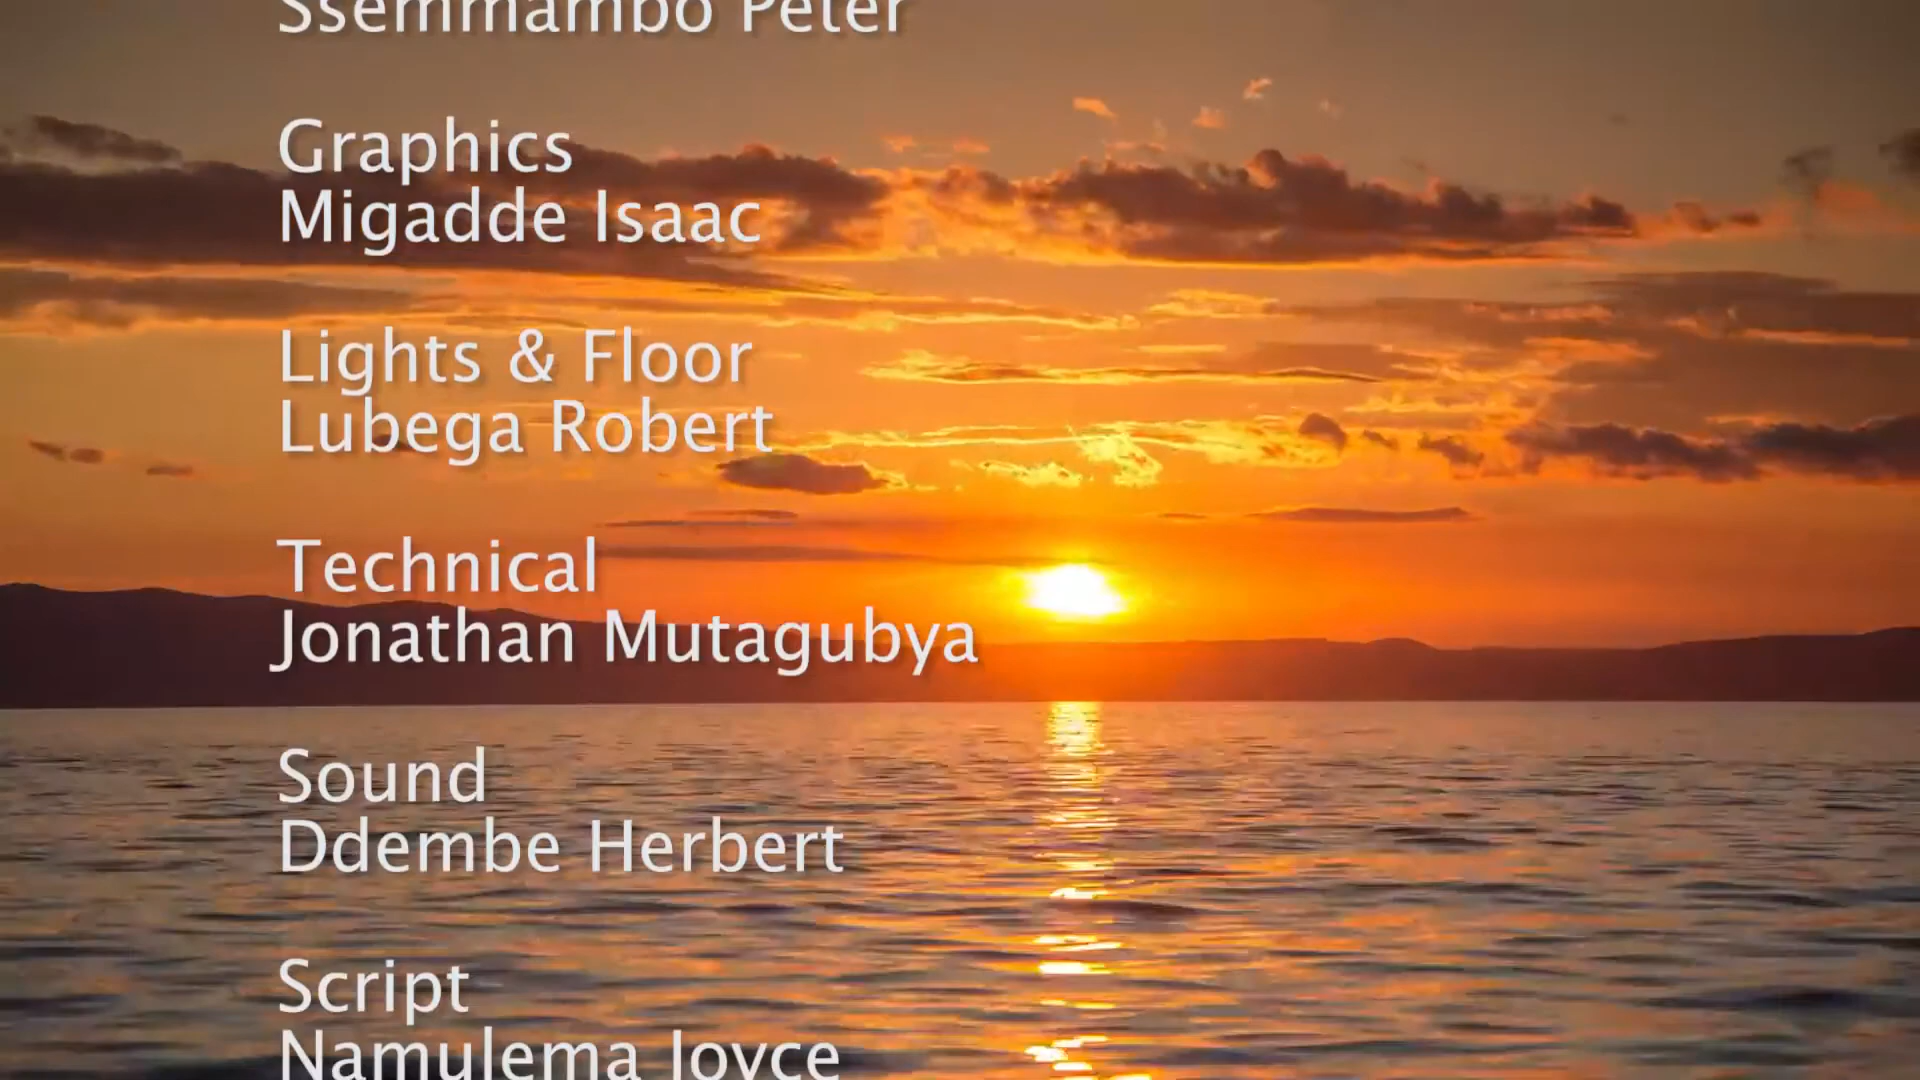 Ssemmambo Peter
Graphics
Migadde Isaac
Lights & Floor
Lubega Robert
Technical
Jonathan Mutagubya
Sound
Ddembe Herbert
Script
Namulema Joyce